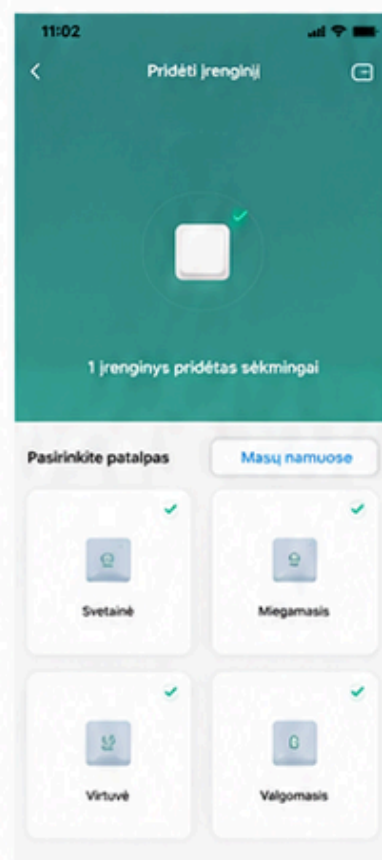 11:02
Pridėti įrenginį
1 įrenginys pridėtas sėkmingai
Pasirinkite patalpas
Masų namuose
Svetainė
Miegamasis
Virtuvė
Valgomasis